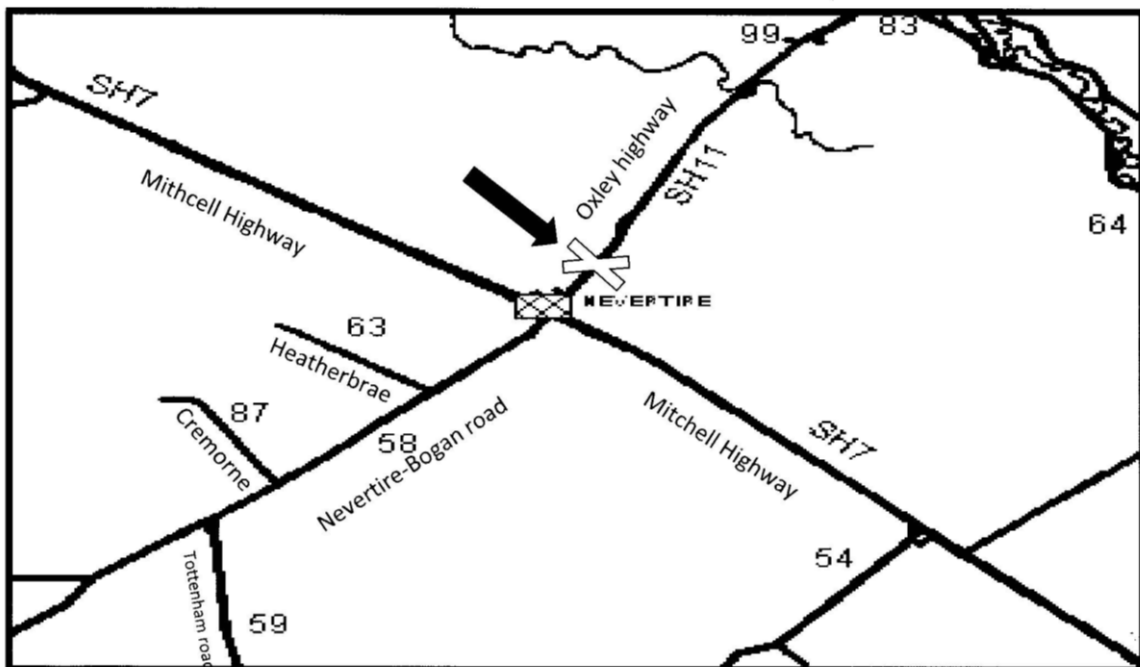 99
83
SH7
Oxley highway
SH11
Mithcell Highway
64
NEVERTIRE
63
Heatherbrae
87
Cremorne
58
Nevertire-Bogan road
Mitchell Highway
SH7
54
Tottenham road
59